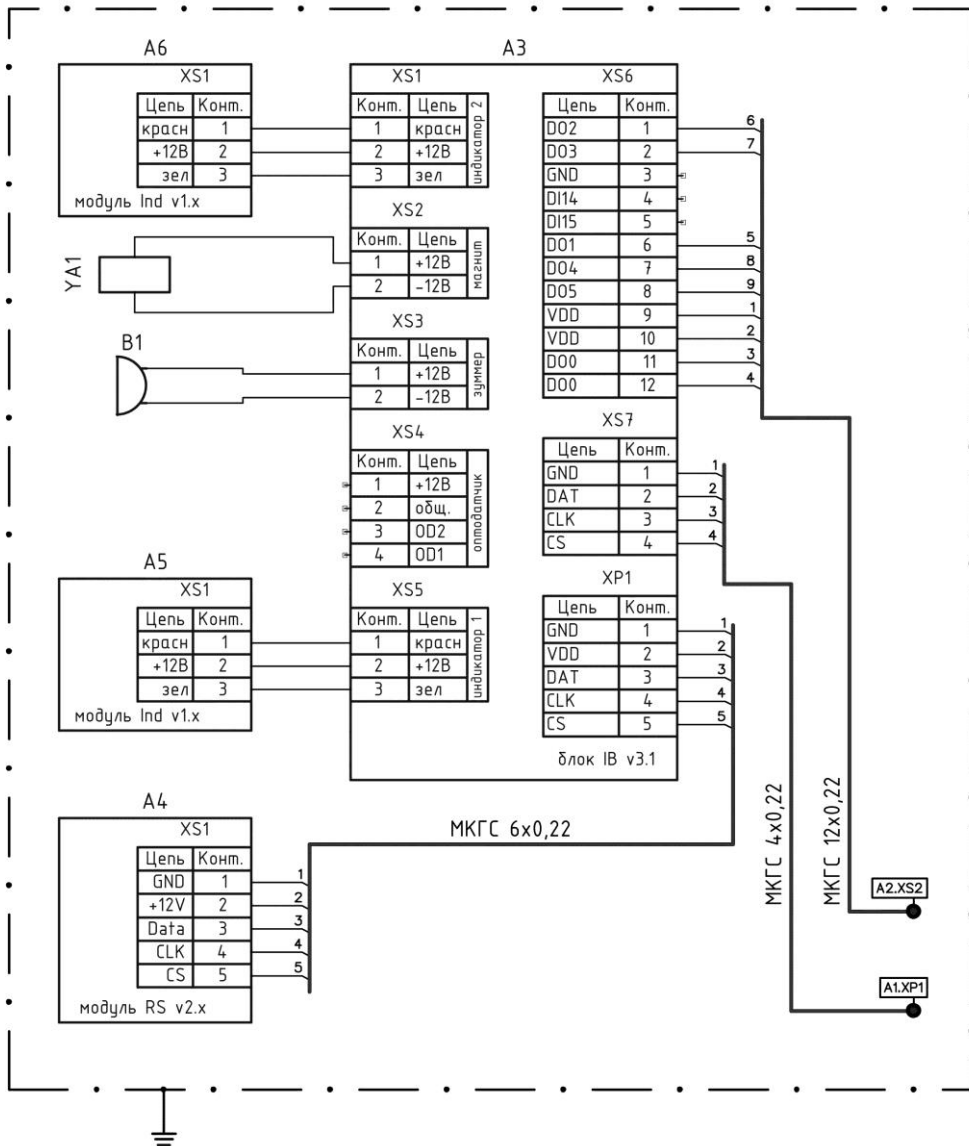 A6
XS1
Цепь Конт.
красн 1
+12В 2
зел 3
модуль Ind v1.x
YA1
B1
A5
XS1
Цепь Конт.
красн 1
+12В 2
зел 3
модуль Ind v1.x
A4
XS1
Цепь Конт.
GND 1
+12V 2
Data 3
CLK 4
CS 5
модуль RS v2.x
1
2
3
4
5
A3
XS1
Конт. Цепь
1 красн
2 +12В
3 зел
индикатор 2
XS2
Конт. Цепь
1 +12В
2 -12В
магнит
XS3
Конт. Цепь
1 +12В
2 -12В
зуммер
XS4
Конт. Цепь
1 +12В
2 общ.
3 OD2
4 OD1
оптодатчик
XS5
Конт. Цепь
1 красн
2 +12В
3 зел
индикатор 1
XS6
Цепь Конт.
DO2 1 6
DO3 2 7
GND 3
DI14 4
DI15 5
DO1 6 5
DO4 7 8
DO5 8 9
VDD 9 1
VDD 10 2
DO0 11 3
DO0 12 4
XS7
Цепь Конт.
GND 1 1
DAT 2 2
CLK 3 3
CS 4 4
XP1
Цепь Конт.
GND 1 1
VDD 2 2
DAT 3 3
CLK 4 4
CS 5 5
блок IB v3.1
МКГС 6х0,22
МКГС 4х0,22
МКГС 12х0,22
A2.XS2
A1.XP1